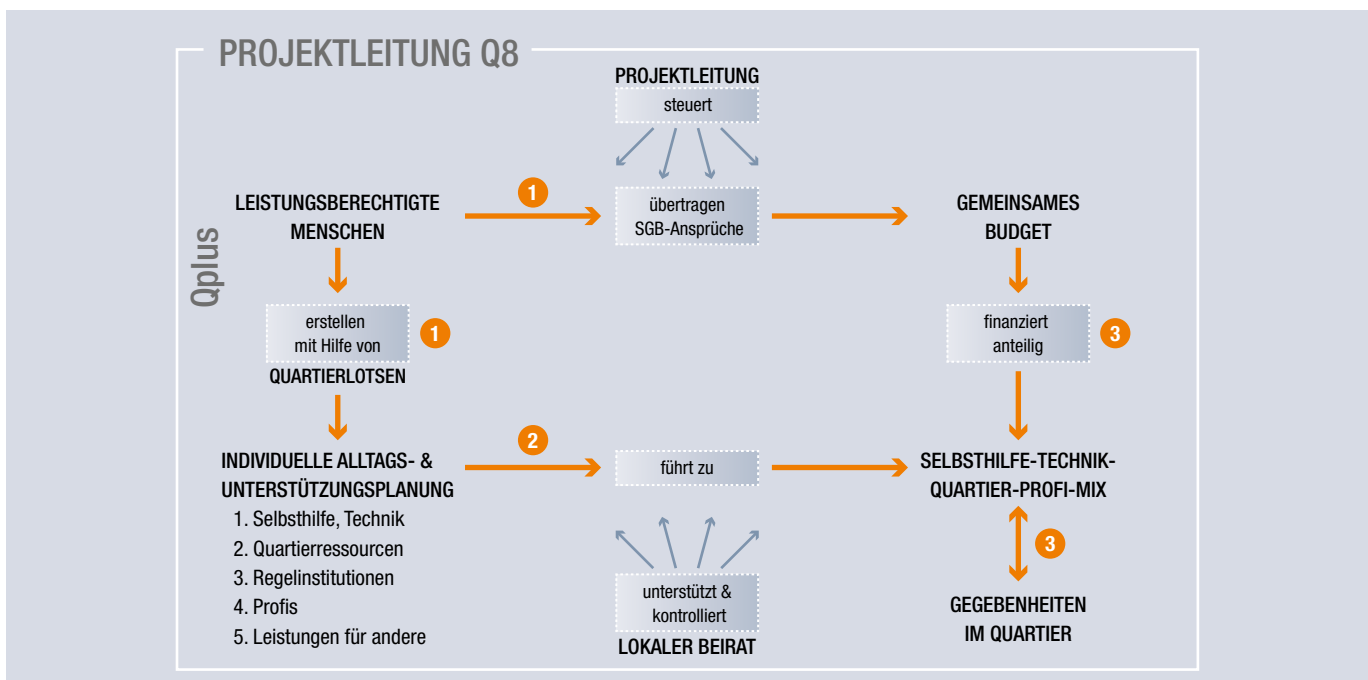 PROJEKTLEITUNG Q8
PROJEKTLEITUNG
steuert
Qplus
LEISTUNGSBERECHTIGTE
MENSCHEN
1
übertragen
SGB-Ansprüche
GEMEINSAMES
BUDGET
erstellen
mit Hilfe von
1
QUARTIERLOTSEN
finanziert
anteilig
3
INDIVIDUELLE ALLTAGS- &
UNTERSTÜTZUNGSPLANUNG
1. Selbsthilfe, Technik
2. Quartierressourcen
3. Regelinstitutionen
4. Profis
5. Leistungen für andere
2
führt zu
SELBSTHILFE-TECHNIK-
QUARTIER-PROFI-MIX
3
unterstützt &
kontrolliert
LOKALER BEIRAT
GEGEBENHEITEN
IM QUARTIER